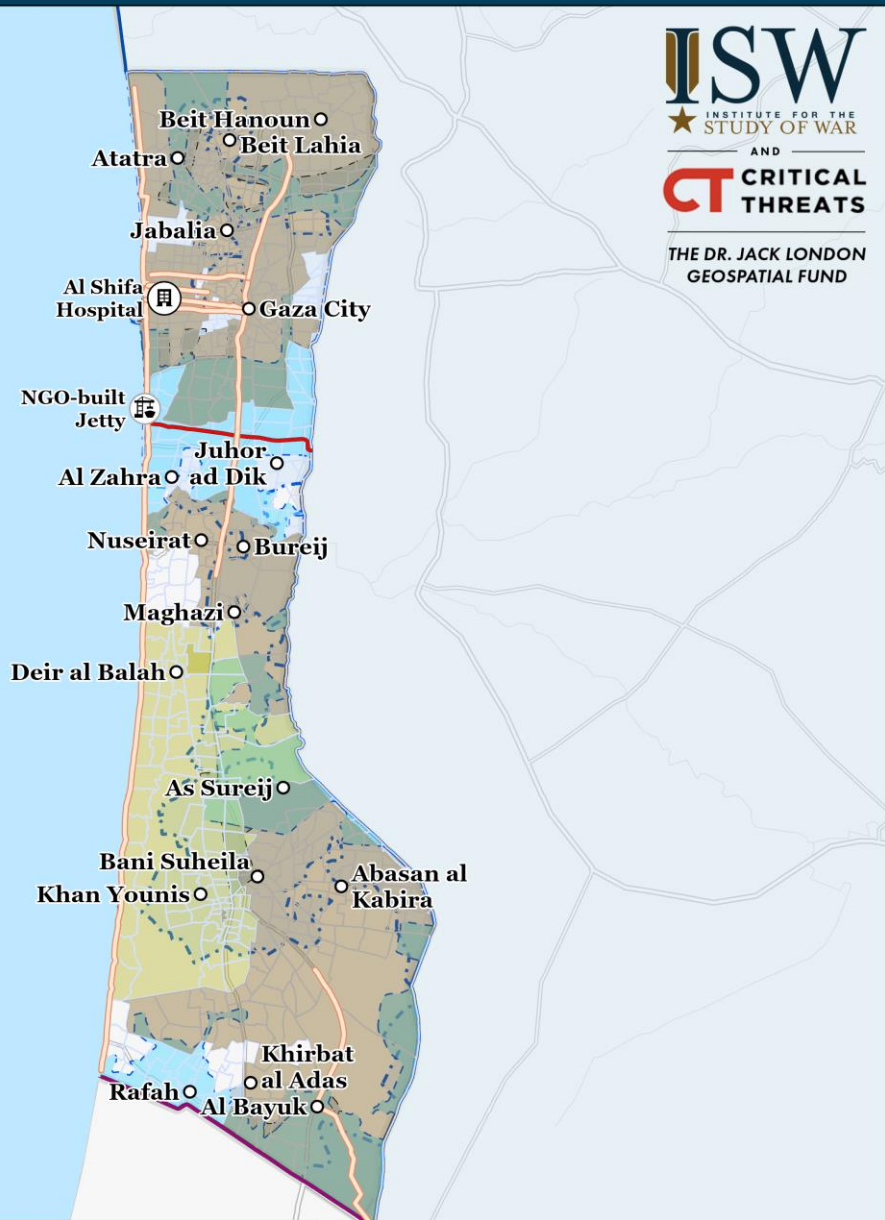 ISW
INSTITUTE FOR THE
STUDY OF WAR
AND
CT CRITICAL
THREATS
THE DR. JACK LONDON
GEOSPATIAL FUND
Beit Hanoun
Beit Lahia
Atatra
Jabalia
Al Shifa
Hospital
Gaza City
NGO-built
Jetty
Juhor
ad Dik
Al Zahra
Nuseirat
Bureij
Maghazi
Deir al Balah
As Sureij
Bani Suheila
Abasan al
Kabira
Khan Younis
Khirbat
al Adas
Rafah
Al Bayuk